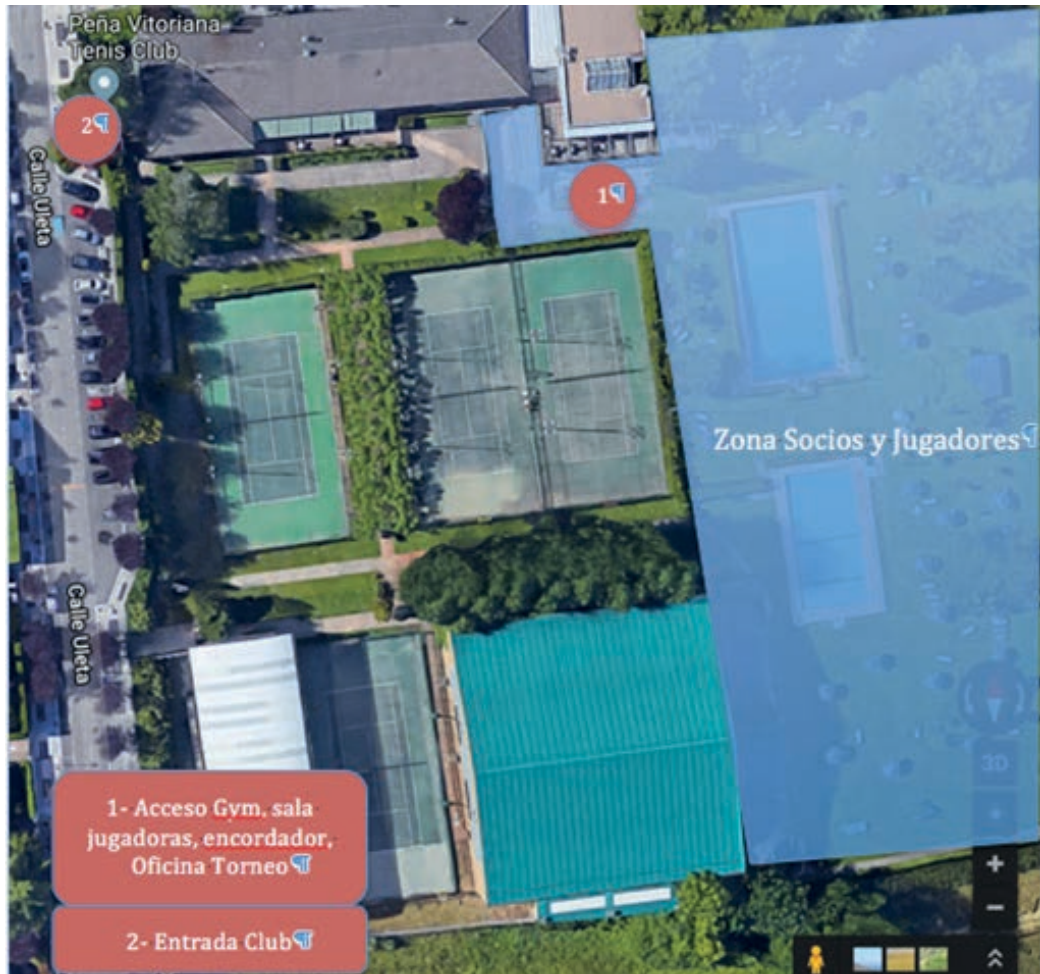 Peña Vitoriana
Tenis Club
2
1
Calle Uleta
Zona Socios y Jugadores
Calle Uleta
3D
1- Acceso Gym, sala
jugadoras, encordador,
Oficina Torneo
2- Entrada Club